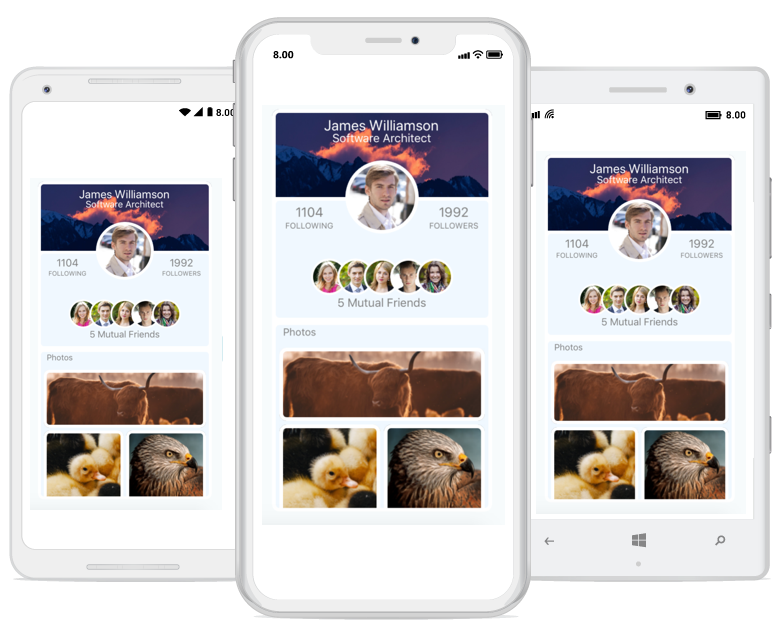 8.00
James Williamson
Software Architect
1104
FOLLOWING
1992
FOLLOWERS
5 Mutual Friends
Photos
8.00
James Williamson
Software Architect
1104
FOLLOWING
1992
FOLLOWERS
5 Mutual Friends
Photos
8.00
James Williamson
Software Architect
1104
FOLLOWING
1992
FOLLOWERS
5 Mutual Friends
Photos